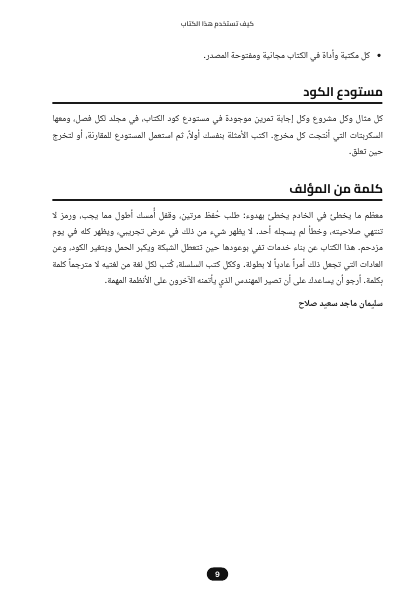 كيف تستخدم هذا الكتاب
• كل مكتبة وأداة في الكتاب مجانية ومفتوحة المصدر.
مستودع الكود
كل مثال وكل مشروع وكل إجابة تمرين موجودة في مستودع كود الكتاب، في مجلد لكل فصل، ومعها
السكربتات التي أنتجت كل مخرج. اكتب الأمثلة بنفسك أولاً، ثم استعمل المستودع للمقارنة، أو لتخرج
حين تعلق.
كلمة من المؤلف
معظم ما يخطئ في الخادم يخطئ بهدوء: طلب حُفظ مرتين، وقفل أُمسك أطول مما يجب، ورمز لا
تنتهي صلاحيته، وخطأ لم يسجله أحد. لا يظهر شيء من ذلك في عرض تجريبي، ويظهر كله في يوم
مزدحم. هذا الكتاب عن بناء خدمات تفي بوعودها حين تتعطل الشبكة ويكبر الحمل ويتغير الكود، وعن
العادات التي تجعل ذلك أمراً عادياً لا بطولة. وككل كتب السلسلة، كُتب لكل لغة من لغتيه لا مترجماً كلمة
بكلمة. أرجو أن يساعدك على أن تصير المهندس الذي يأتمنه الآخرون على الأنظمة المهمة.
سليمان ماجد سعيد صلاح
9